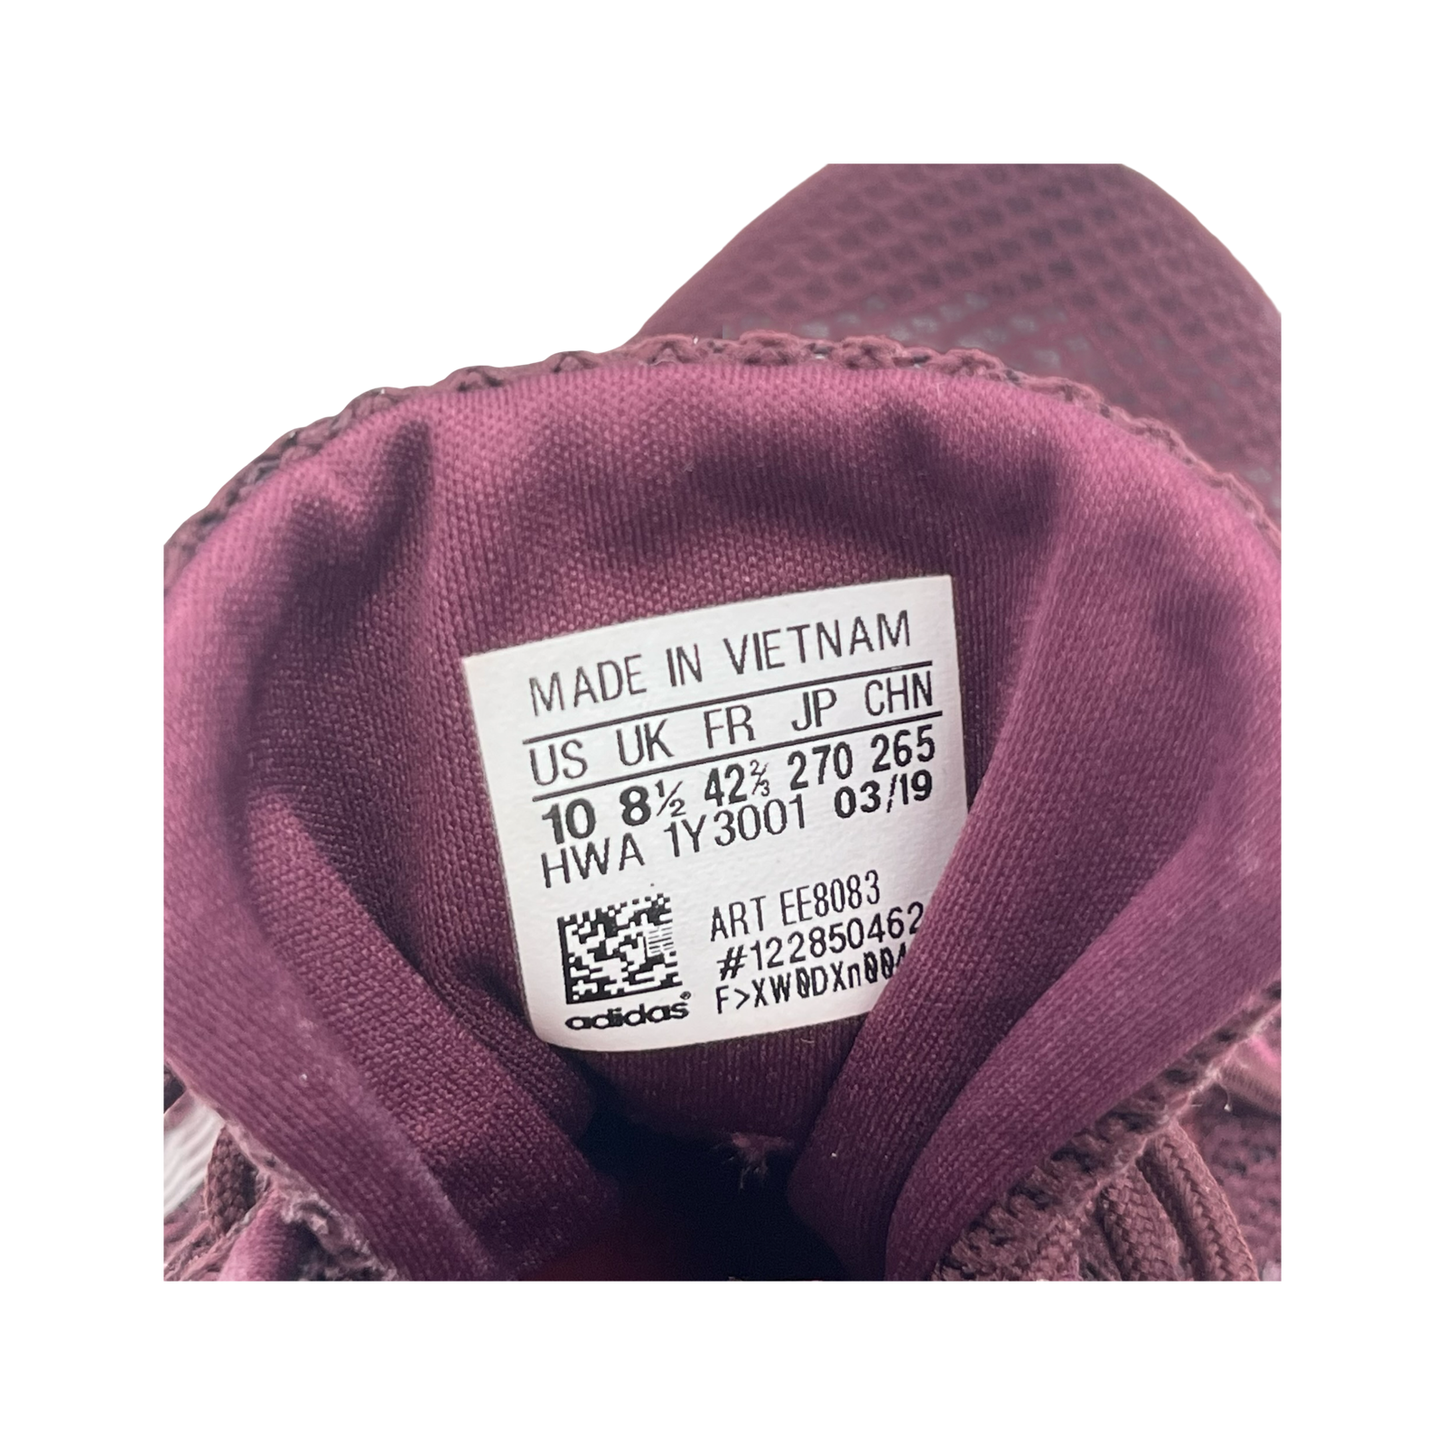 MADE IN VIETNAM
US UK FR JP CHN
10 8½ 42⅔ 270 265
HWA 1Y3001 03/19
ART EE8083
#122850462
adidas®